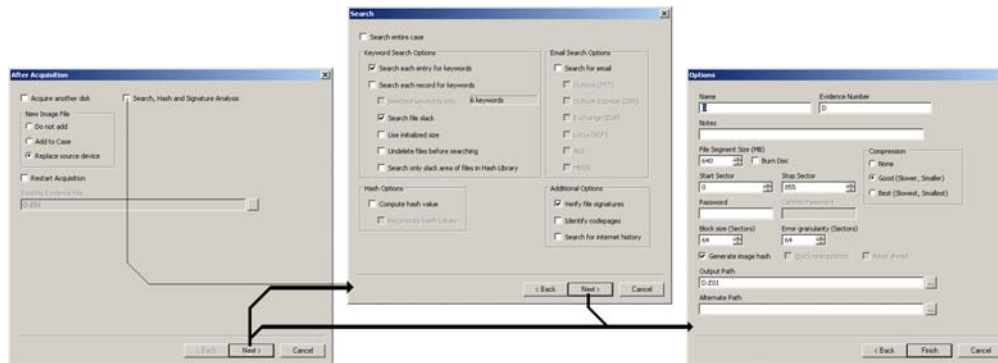 After Acquisition
Acquire another disk
Search, Hash and Signature Analysis
New Image File
Do not add
Add to Case
Replace source device
Restart Acquisition
Existing Evidence File
D.E01
...
< Back
Next >
Cancel
Search
Search entire case
Keyword Search Options
Search each entry for keywords
Search each record for keywords
Selected keywords only
6 keywords
Search file slack
Use initialized size
Undelete files before searching
Search only slack area of files in Hash Library
Hash Options
Compute hash value
Recompute hash values
Email Search Options
Search for email
Outlook (PST)
Outlook Express (DBX)
Exchange (EDB)
Lotus (NSF)
AOL
MBOX
Additional Options
Verify file signatures
Identify codepages
Search for internet history
< Back
Next >
Cancel
Options
Name
Evidence Number
D
Notes
File Segment Size (MB)
640
Burn Disc
Compression
None
Good (Slower, Smaller)
Best (Slowest, Smallest)
Start Sector
Stop Sector
0
855
Password
Confirm Password
Block size (Sectors)
Error granularity (Sectors)
64
64
Generate image hash
Quick reacquisition
Read ahead
Output Path
D.E01
...
Alternate Path
...
< Back
Finish
Cancel